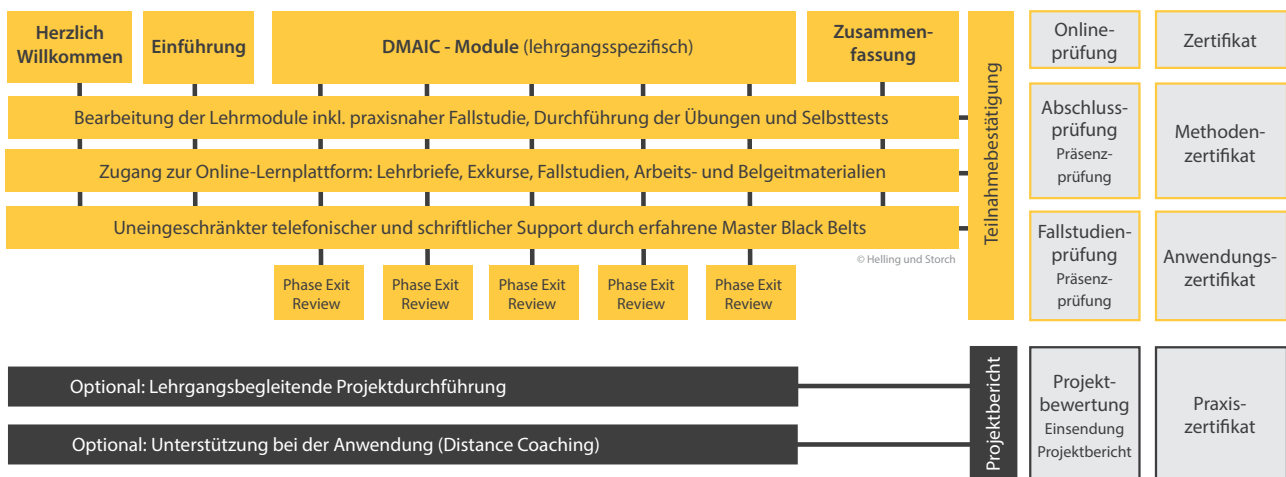 Herzlich
Willkommen
Einführung
DMAIC - Module (lehrgangsspezifisch)
Zusammen-
fassung
Bearbeitung der Lehrmodule inkl. praxisnaher Fallstudie, Durchführung der Übungen und Selbsttests
Zugang zur Online-Lernplattform: Lehrbriefe, Exkurse, Fallstudien, Arbeits- und Belgeitmaterialien
Uneingeschränkter telefonischer und schriftlicher Support durch erfahrene Master Black Belts
© Helling und Storch
Phase Exit
Review
Phase Exit
Review
Phase Exit
Review
Phase Exit
Review
Phase Exit
Review
Teilnahmebestätigung
Online-
prüfung
Zertifikat
Abschluss-
prüfung
Präsenz-
prüfung
Methoden-
zertifikat
Fallstudien-
prüfung
Präsenz-
prüfung
Anwendungs-
zertifikat
Optional: Lehrgangsbegleitende Projektdurchführung
Optional: Unterstützung bei der Anwendung (Distance Coaching)
Projektbericht
Projekt-
bewertung
Einsendung
Projektbericht
Praxis-
zertifikat